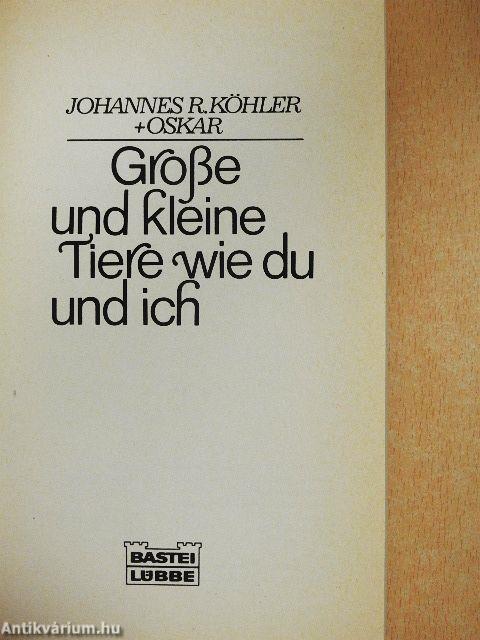 JOHANNES R. KÖHLER
+OSKAR
Große
und kleine
Tiere wie du
und ich
BASTEI
LÜBBE
Antikvárium.hu